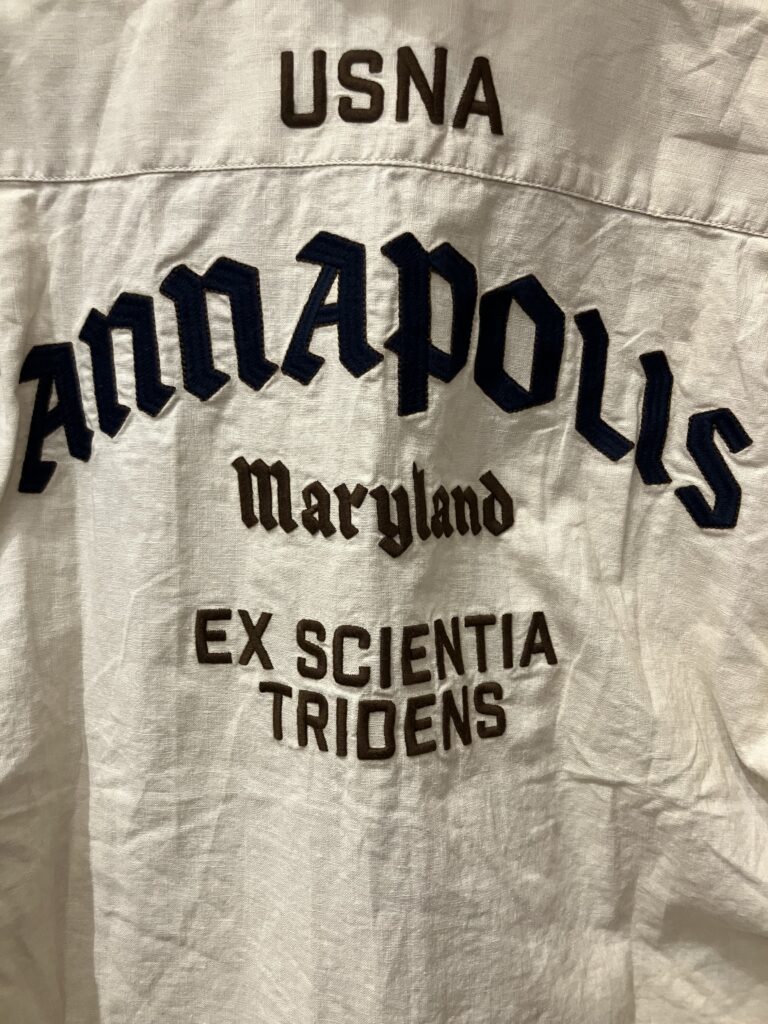 USNA
ANNAPOLIS
Maryland
EX SCIENTIA
TRIDENS